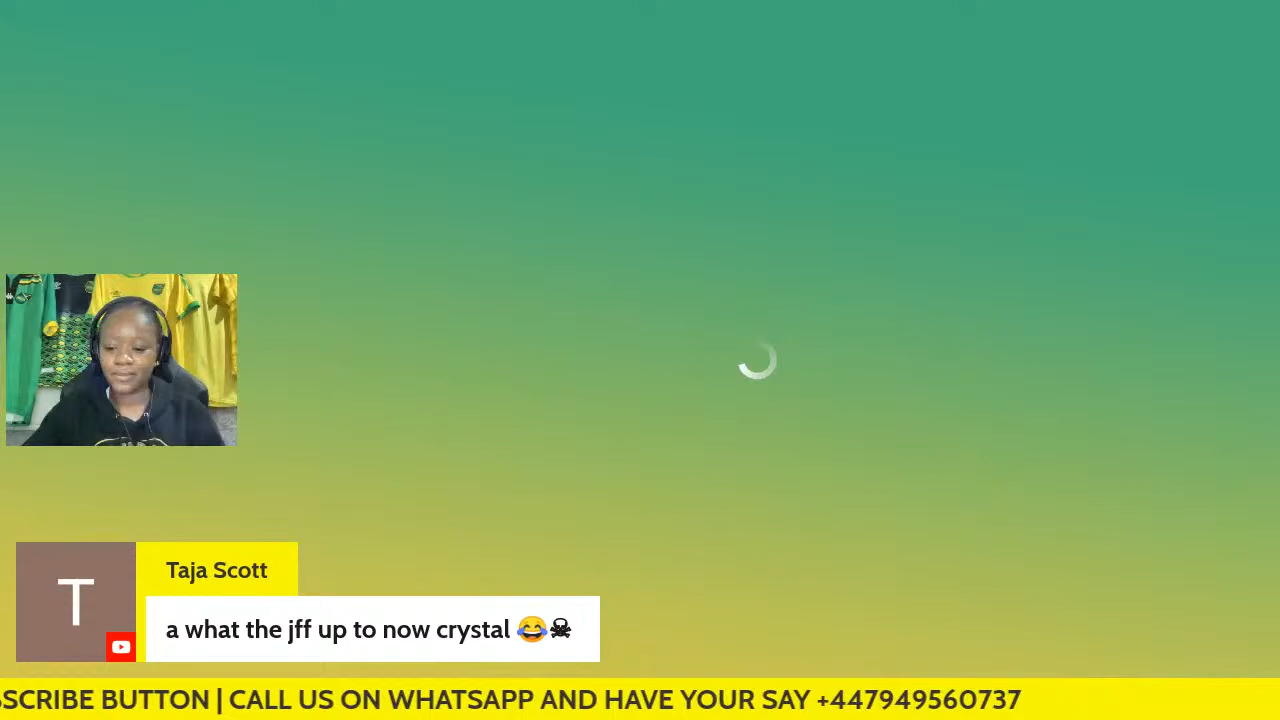 T
Taja Scott
a what the jff up to now crystal 😂☠
BSCRIBE BUTTON | CALL US ON WHATSAPP AND HAVE YOUR SAY +447949560737